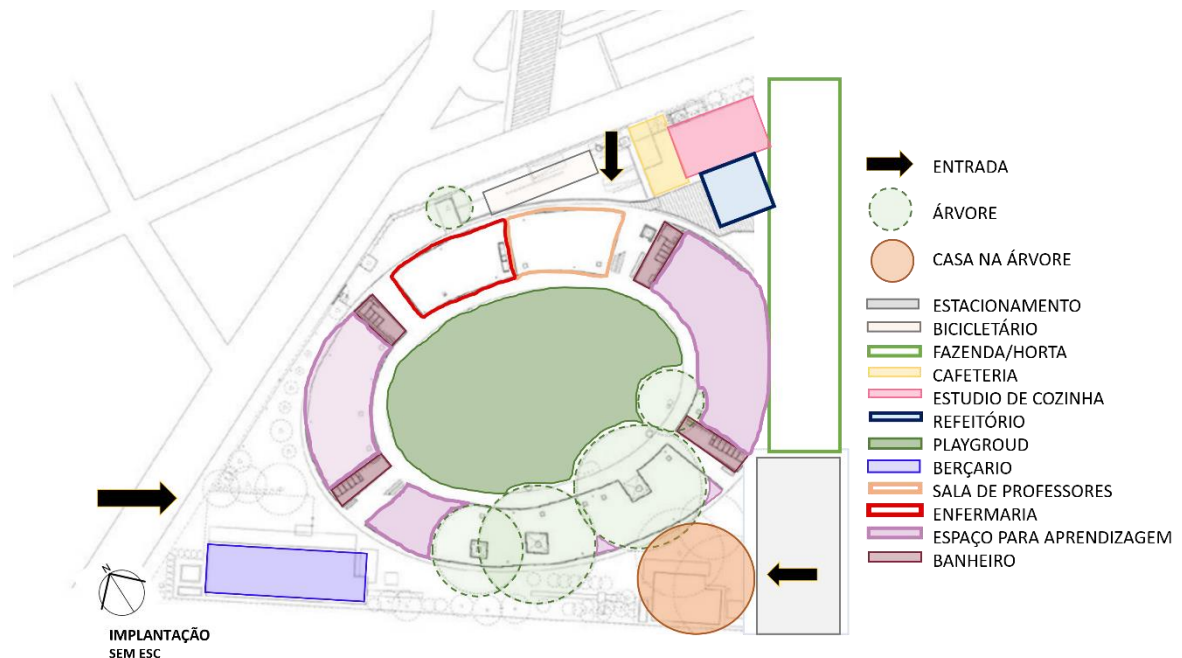 ENTRADA
ÁRVORE
CASA NA ÁRVORE
ESTACIONAMENTO
BICICLETÁRIO
FAZENDA/HORTA
CAFETERIA
ESTUDIO DE COZINHA
REFEITÓRIO
PLAYGROUD
BERÇARIO
SALA DE PROFESSORES
ENFERMARIA
ESPAÇO PARA APRENDIZAGEM
BANHEIRO
N
IMPLANTAÇÃO
SEM ESC